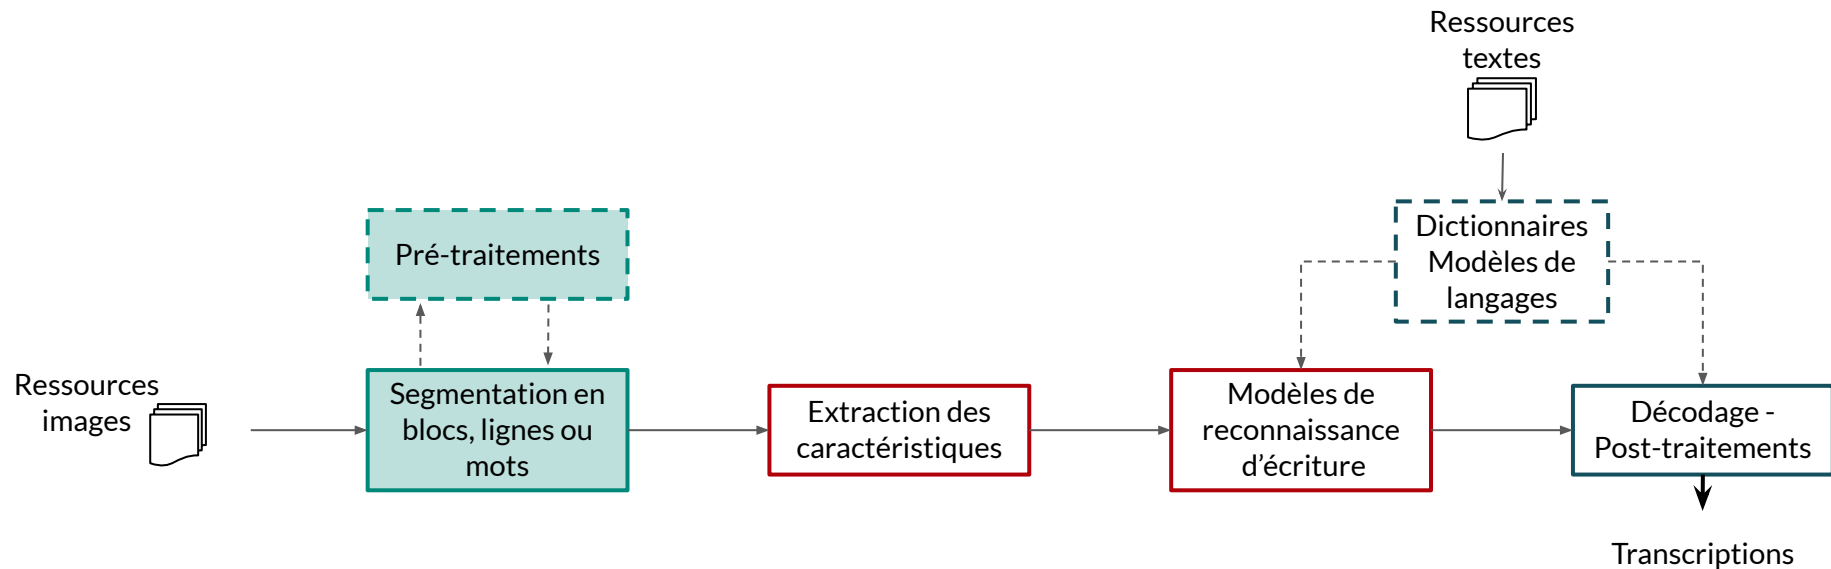 Ressources
textes
Dictionnaires
Modèles de
langages
Pré-traitements
Ressources
images
Segmentation en
blocs, lignes ou
mots
Extraction des
caractéristiques
Modèles de
reconnaissance
d’écriture
Décodage -
Post-traitements
Transcriptions